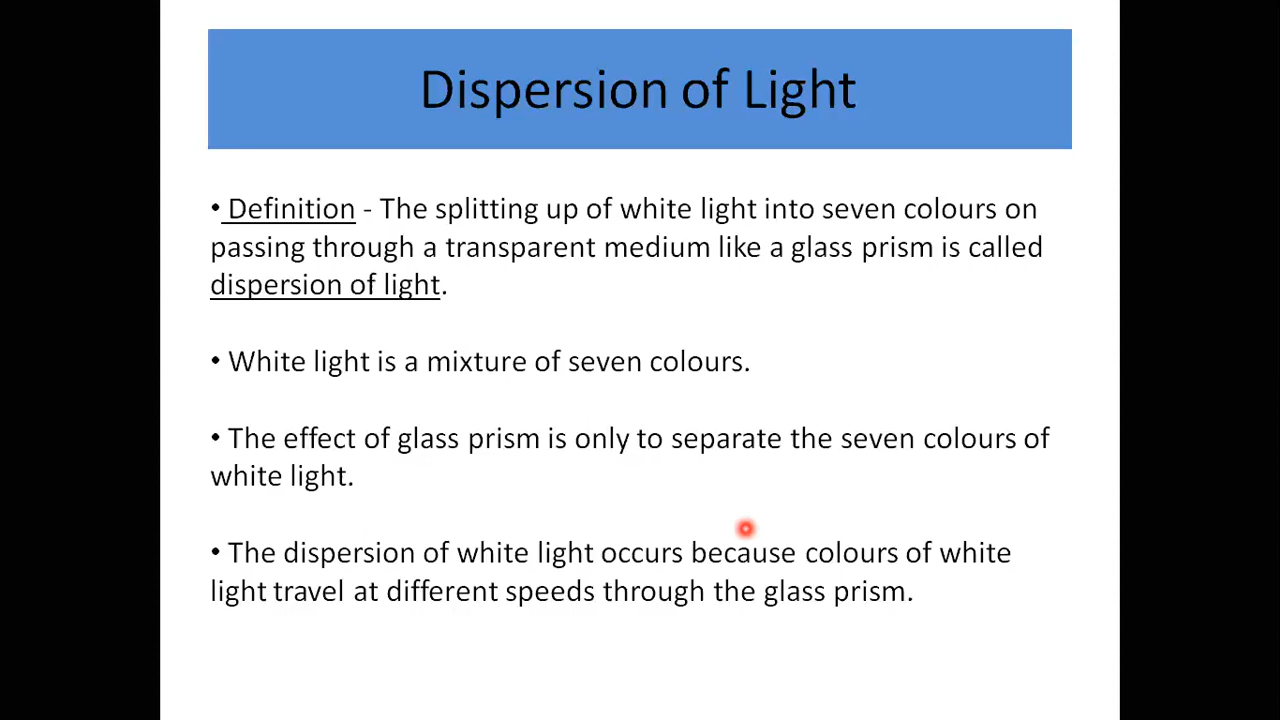 Dispersion of Light
• Definition - The splitting up of white light into seven colours on
passing through a transparent medium like a glass prism is called
dispersion of light.
• White light is a mixture of seven colours.
• The effect of glass prism is only to separate the seven colours of
white light.
• The dispersion of white light occurs because colours of white
light travel at different speeds through the glass prism.